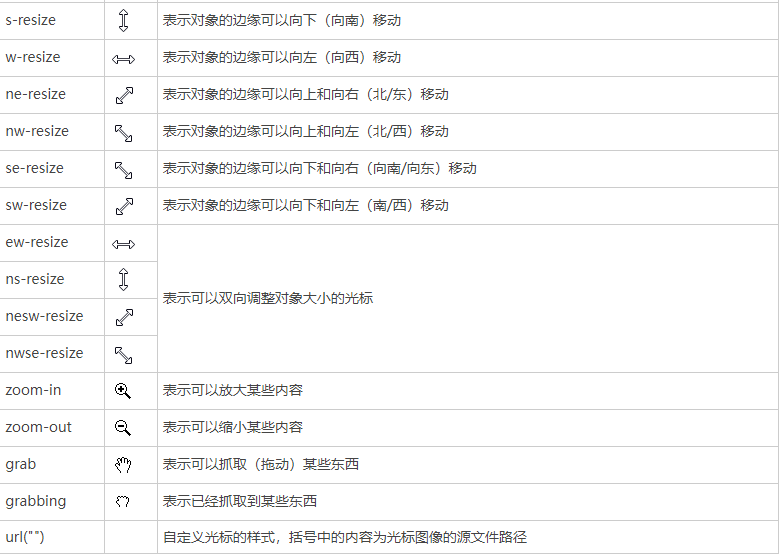 s-resize 表示对象的边缘可以向下（向南）移动
w-resize 表示对象的边缘可以向左（向西）移动
ne-resize 表示对象的边缘可以向上和向右（北/东）移动
nw-resize 表示对象的边缘可以向上和向左（北/西）移动
se-resize 表示对象的边缘可以向下和向右（向南/向东）移动
sw-resize 表示对象的边缘可以向下和向左（南/西）移动
ew-resize
ns-resize
表示可以双向调整对象大小的光标
nesw-resize
nwse-resize
zoom-in 表示可以放大某些内容
zoom-out 表示可以缩小某些内容
grab 表示可以抓取（拖动）某些东西
grabbing 表示已经抓取到某些东西
url("") 自定义光标的样式，括号中的内容为光标图像的源文件路径